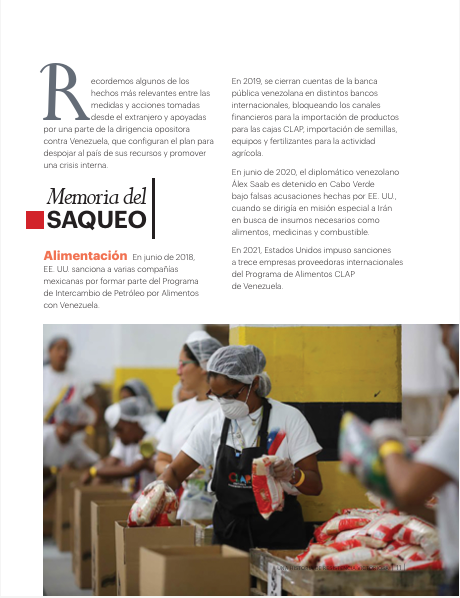 Recordemos algunos de los
hechos más relevantes entre las
medidas y acciones tomadas
desde el extranjero y apoyadas
por una parte de la dirigencia opositora
contra Venezuela, que configuran el plan para
despojar al país de sus recursos y promover
una crisis interna.
Memoria del
SAQUEO
Alimentación En junio de 2018,
EE. UU. sanciona a varias compañías
mexicanas por formar parte del Programa
de Intercambio de Petróleo por Alimentos
con Venezuela.
En 2019, se cierran cuentas de la banca
pública venezolana en distintos bancos
internacionales, bloqueando los canales
financieros para la importación de productos
para las cajas CLAP, importación de semillas,
equipos y fertilizantes para la actividad
agrícola.
En junio de 2020, el diplomático venezolano
Álex Saab es detenido en Cabo Verde
bajo falsas acusaciones hechas por EE. UU.,
cuando se dirigía en misión especial a Irán
en busca de insumos necesarios como
alimentos, medicinas y combustible.
En 2021, Estados Unidos impuso sanciones
a trece empresas proveedoras internacionales
del Programa de Alimentos CLAP
de Venezuela.
CLAP